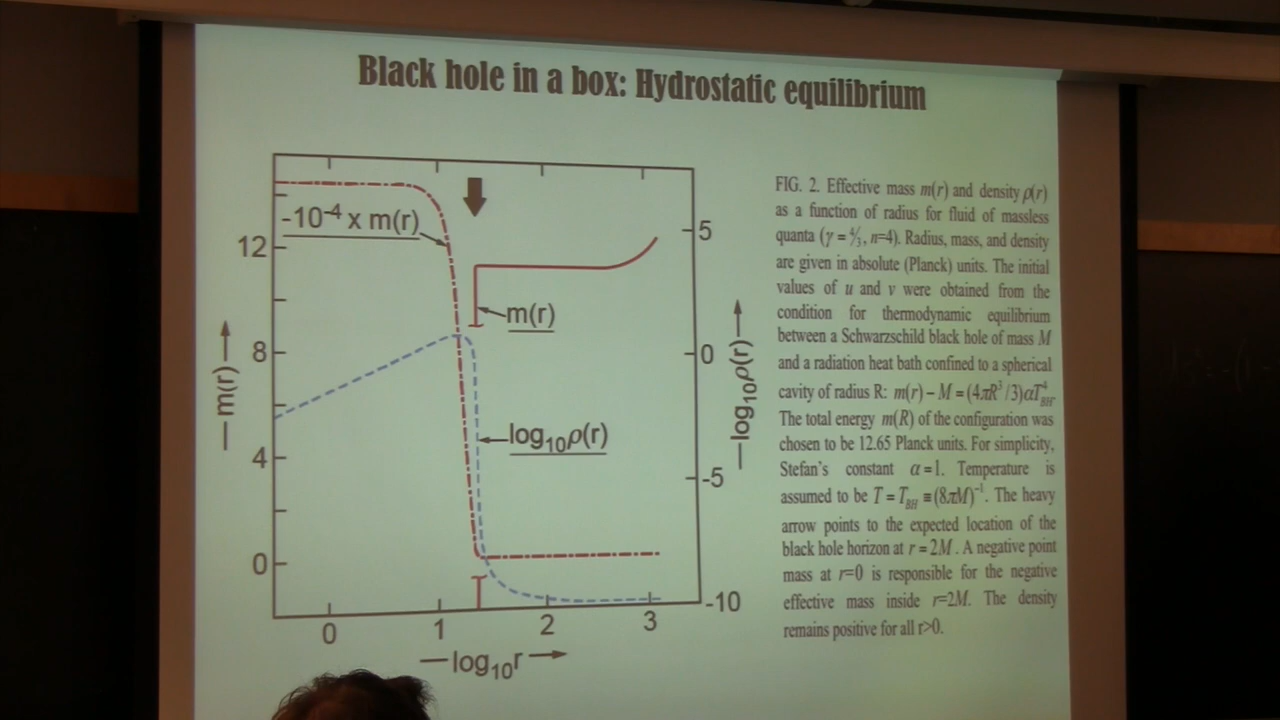 Black hole in a box: Hydrostatic equilibrium
-10⁻⁴ x m(r)
m(r)
log₁₀ρ(r)
12
8
4
0
— m(r) →
5
0
-5
-10
—log₁₀ρ(r)→
0 1 2 3
—log₁₀r→
FIG. 2. Effective mass m(r) and density ρ(r)
as a function of radius for fluid of massless
quanta (γ = 4/3, n=4). Radius, mass, and density
are given in absolute (Planck) units. The initial
values of u and v were obtained from the
condition for thermodynamic equilibrium
between a Schwarzschild black hole of mass M
and a radiation heat bath confined to a spherical
cavity of radius R: m(r) – M = (4πR³/3)αT⁴_BH.
The total energy m(R) of the configuration was
chosen to be 12.65 Planck units. For simplicity,
Stefan's constant α=1. Temperature is
assumed to be T = T_BH ≡ (8πM)⁻¹. The heavy
arrow points to the expected location of the
black hole horizon at r = 2M. A negative point
mass at r=0 is responsible for the negative
effective mass inside r=2M. The density
remains positive for all r>0.